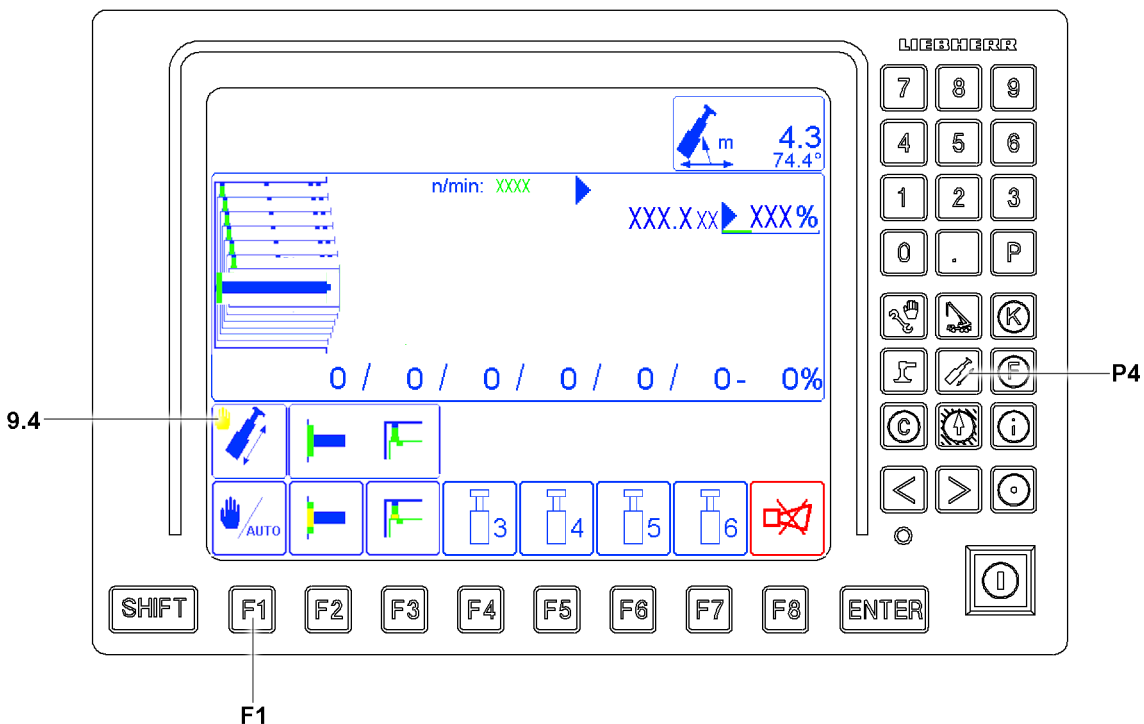 LIEBHERR
m 4.3
74.4°
n/min: XXXX
XXX.X XX XXX%
0 / 0 / 0 / 0 / 0 / 0 - 0%
AUTO
3 4 5 6
7 8 9
4 5 6
1 2 3
0 . P
K
F
C i
< >
SHIFT F1 F2 F3 F4 F5 F6 F7 F8 ENTER
I
9.4
P4
F1